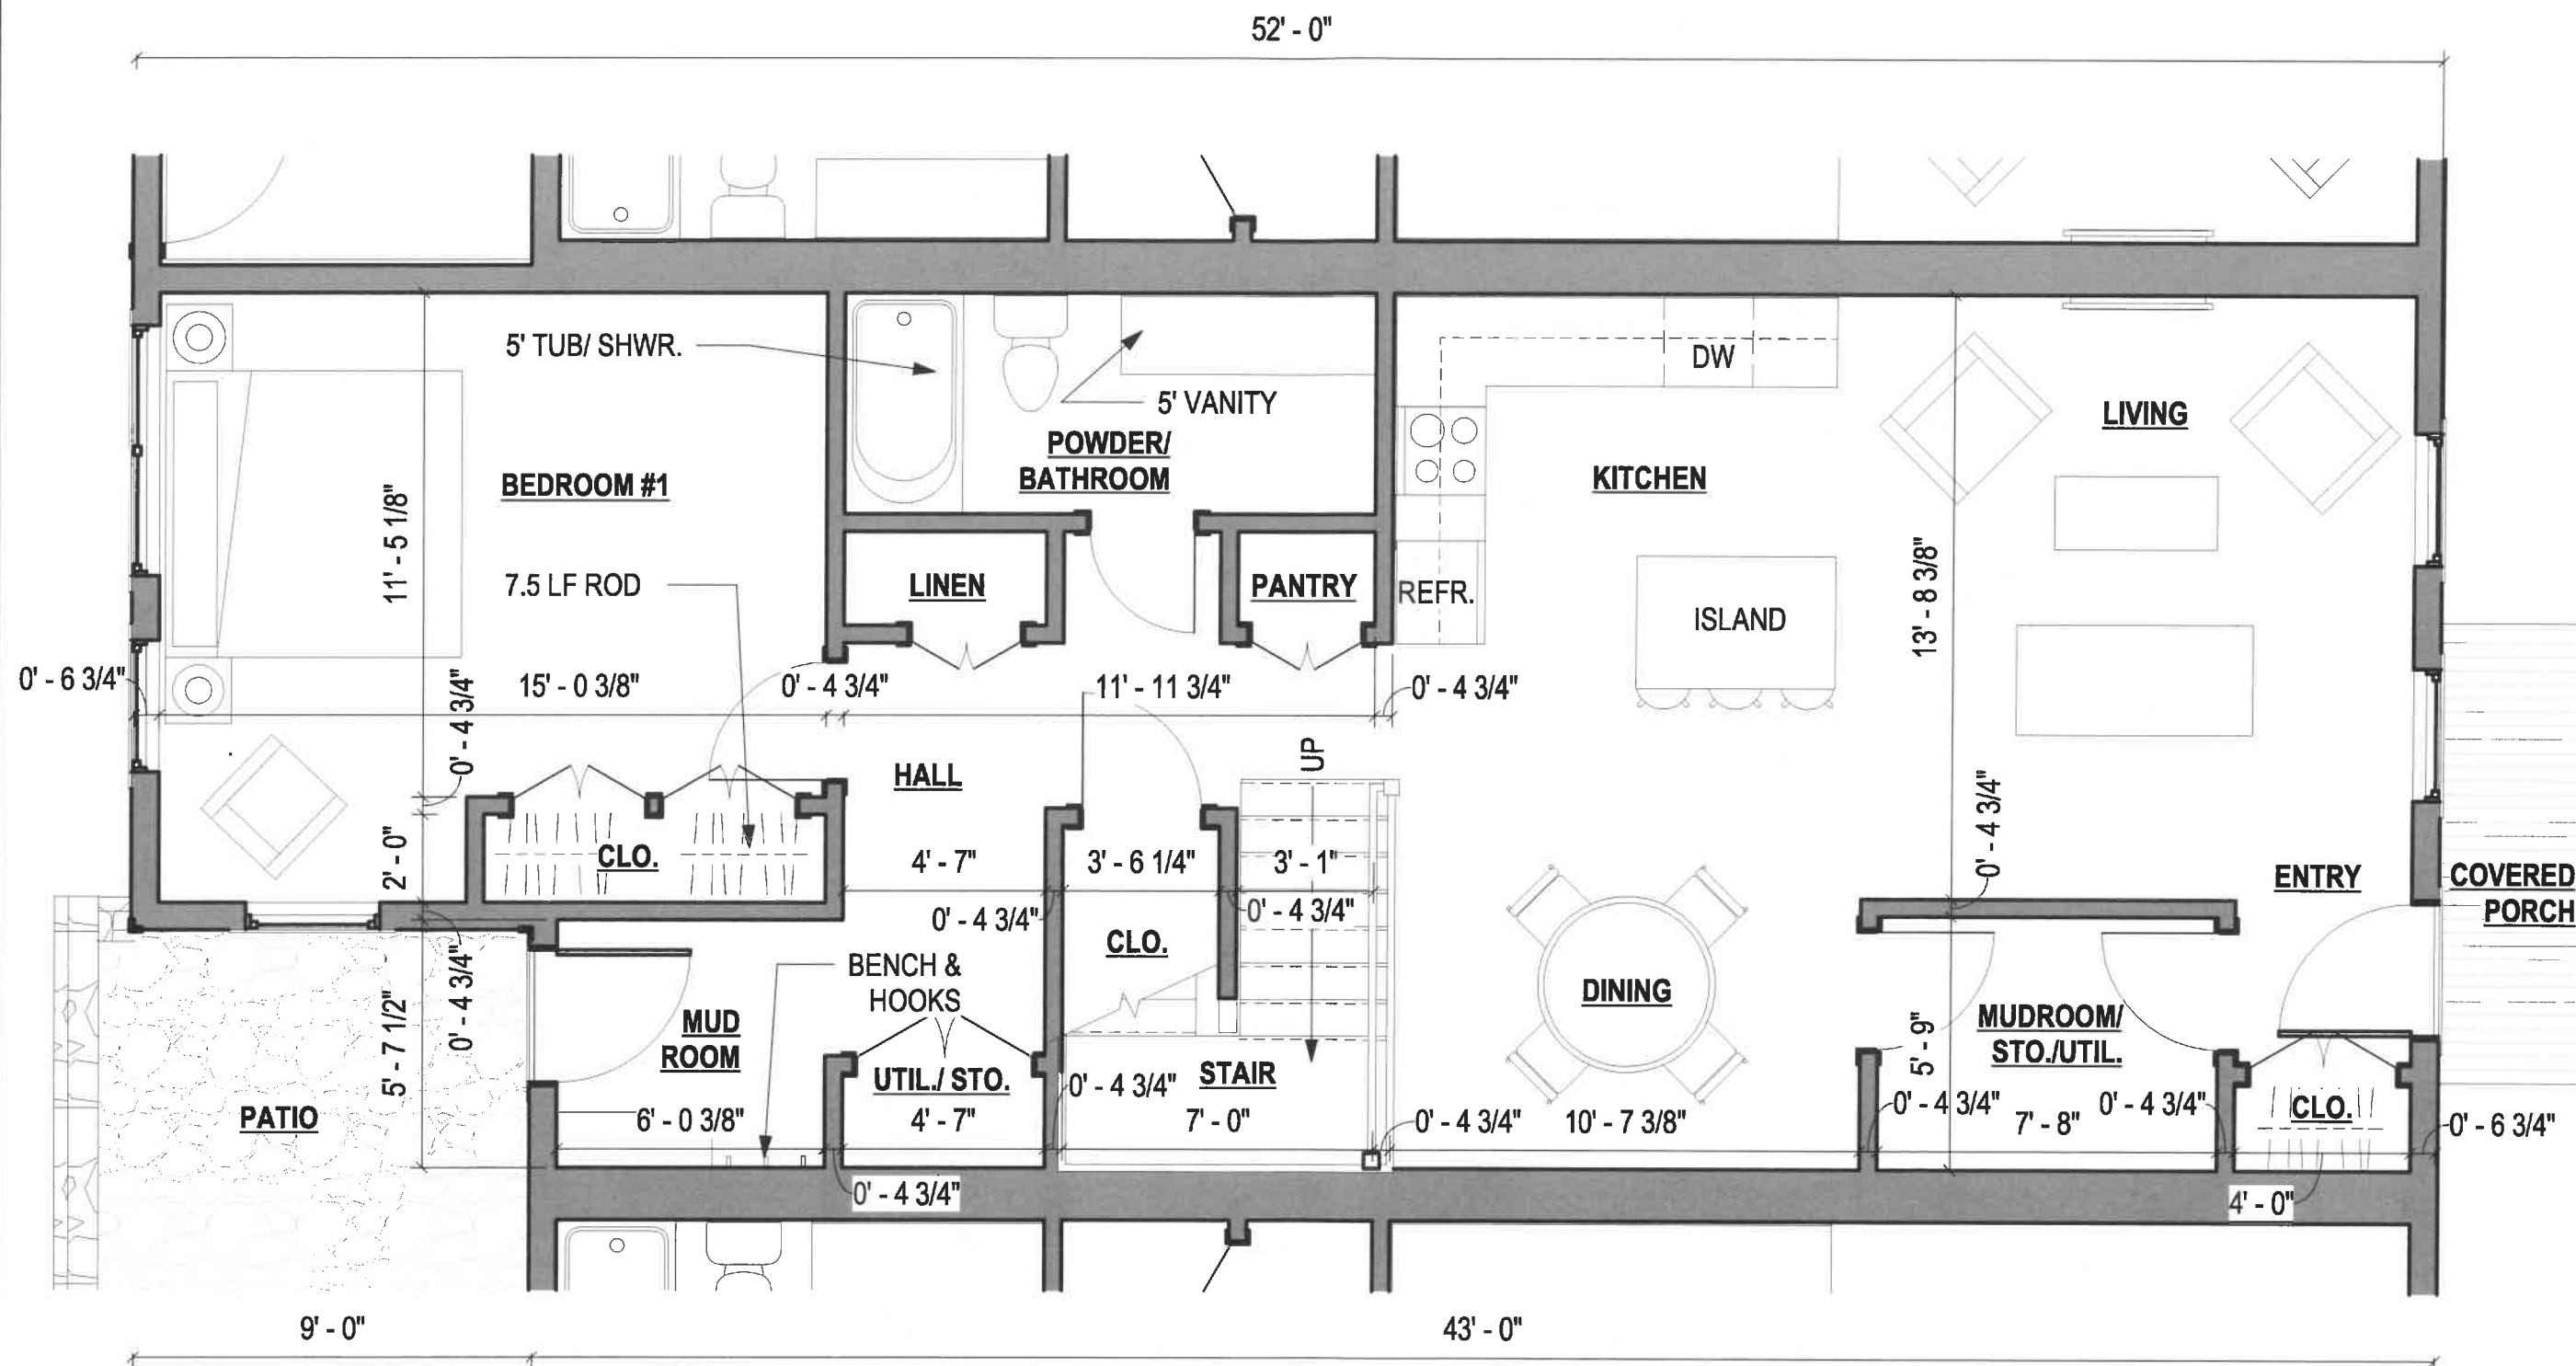 52' - 0"
5' TUB/ SHWR.
DW
5' VANITY
LIVING
POWDER/
BATHROOM
BEDROOM #1
KITCHEN
11' - 5 1/8"
7.5 LF ROD
LINEN
PANTRY
REFR.
ISLAND
13' - 8 3/8"
0' - 6 3/4"
15' - 0 3/8"
0' - 4 3/4"
11' - 11 3/4"
0' - 4 3/4"
0' - 4 3/4"
UP
HALL
0' - 4 3/4"
2' - 0"
CLO.
4' - 7"
3' - 6 1/4"
3' - 1"
ENTRY
COVERED
PORCH
0' - 4 3/4"
0' - 4 3/4"
CLO.
BENCH &
HOOKS
DINING
0' - 4 3/4"
5' - 7 1/2"
MUD
ROOM
MUDROOM/
STO./UTIL.
5' - 9"
UTIL./ STO.
0' - 4 3/4"
STAIR
PATIO
6' - 0 3/8"
4' - 7"
7' - 0"
0' - 4 3/4"
10' - 7 3/8"
0' - 4 3/4"
7' - 8"
0' - 4 3/4"
CLO.
0' - 6 3/4"
0' - 4 3/4"
4' - 0"
9' - 0"
43' - 0"